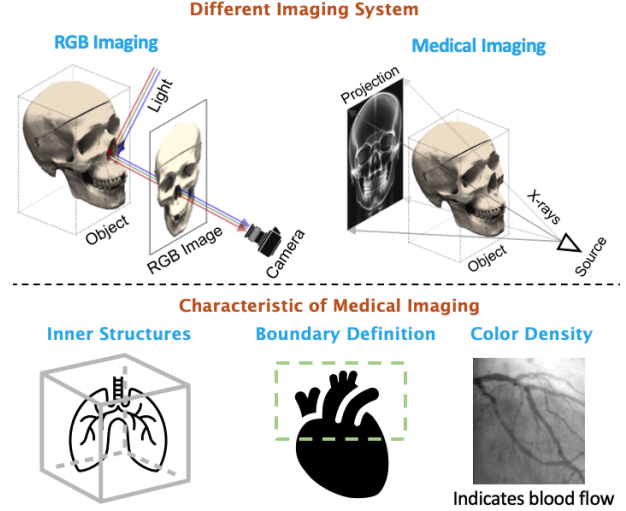 Different Imaging System
RGB Imaging
Medical Imaging
Light
Object
RGB Image
Camera
Projection
X-rays
Object
Source
Characteristic of Medical Imaging
Inner Structures
Boundary Definition
Color Density
Indicates blood flow